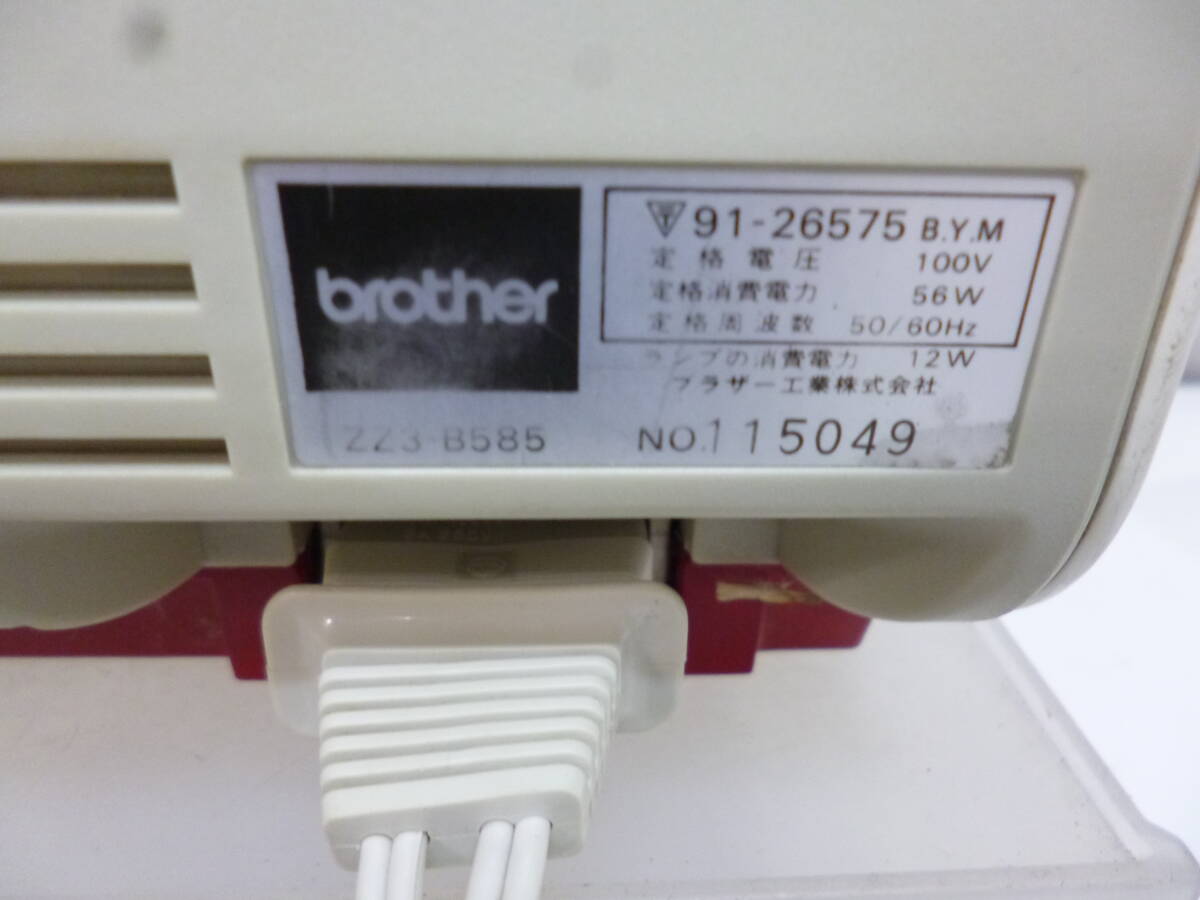 brother
〒91-26575 B.Y.M
定格電圧 100V
定格消費電力 56W
定格周波数 50/60Hz
ランプの消費電力 12W
ブラザー工業株式会社
ZZ3-B585 NO.115049